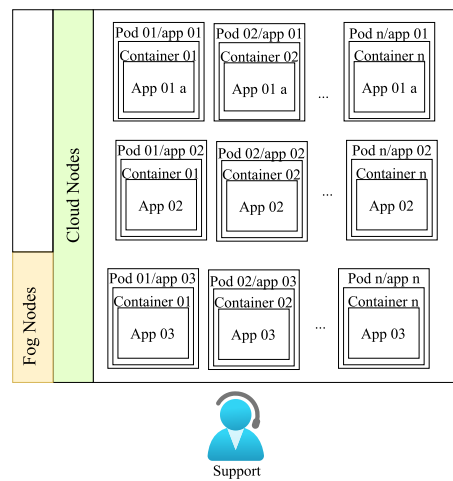 Cloud Nodes
Fog Nodes
Pod 01/app 01
Container 01
App 01 a
Pod 02/app 01
Container 02
App 01 a
...
Pod n/app 01
Container n
App 01 a
Pod 01/app 02
Container 01
App 02
Pod 02/app 02
Container 01
App 02
...
Pod n/app 02
Container n
App 02
Pod 01/app 03
Container 01
App 03
Pod 02/app 03
Container 02
App 03
...
Pod n/app n
Container n
App 03
Support